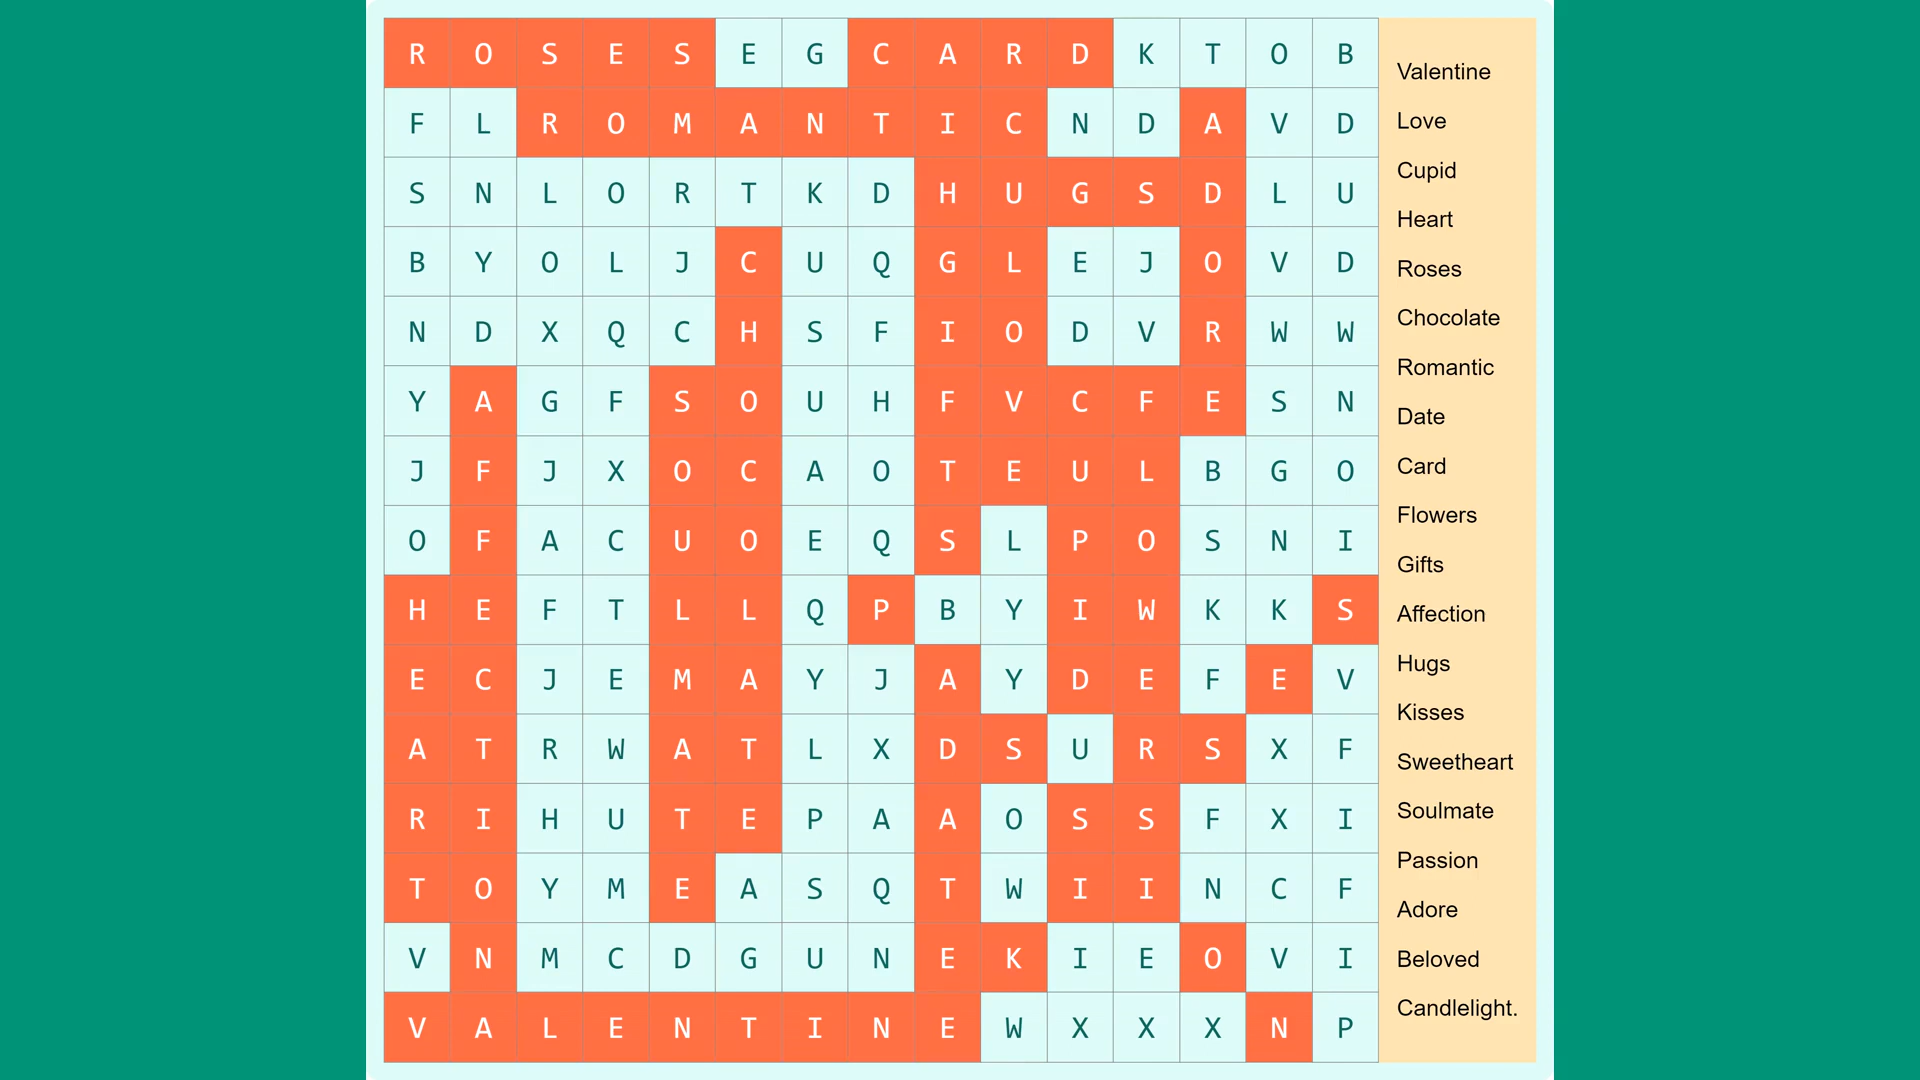 R O S E S E G C A R D K T O B
F L R O M A N T I C N D A V D
S N L O R T K D H U G S D L U
B Y O L J C U Q G L E J O V D
N D X Q C H S F I O D V R W W
Y A G F S O U H F V C F E S N
J F J X O C A O T E U L B G O
O F A C U O E Q S L P O S N I
H E F T L L Q P B Y I W K K S
E C J E M A Y J A Y D E F E V
A T R W A T L X D S U R S X F
R I H U T E P A A O S S F X I
T O Y M E A S Q T W I I N C F
V N M C D G U N E K I E O V I
V A L E N T I N E W X X X N P
Valentine
Love
Cupid
Heart
Roses
Chocolate
Romantic
Date
Card
Flowers
Gifts
Affection
Hugs
Kisses
Sweetheart
Soulmate
Passion
Adore
Beloved
Candlelight.